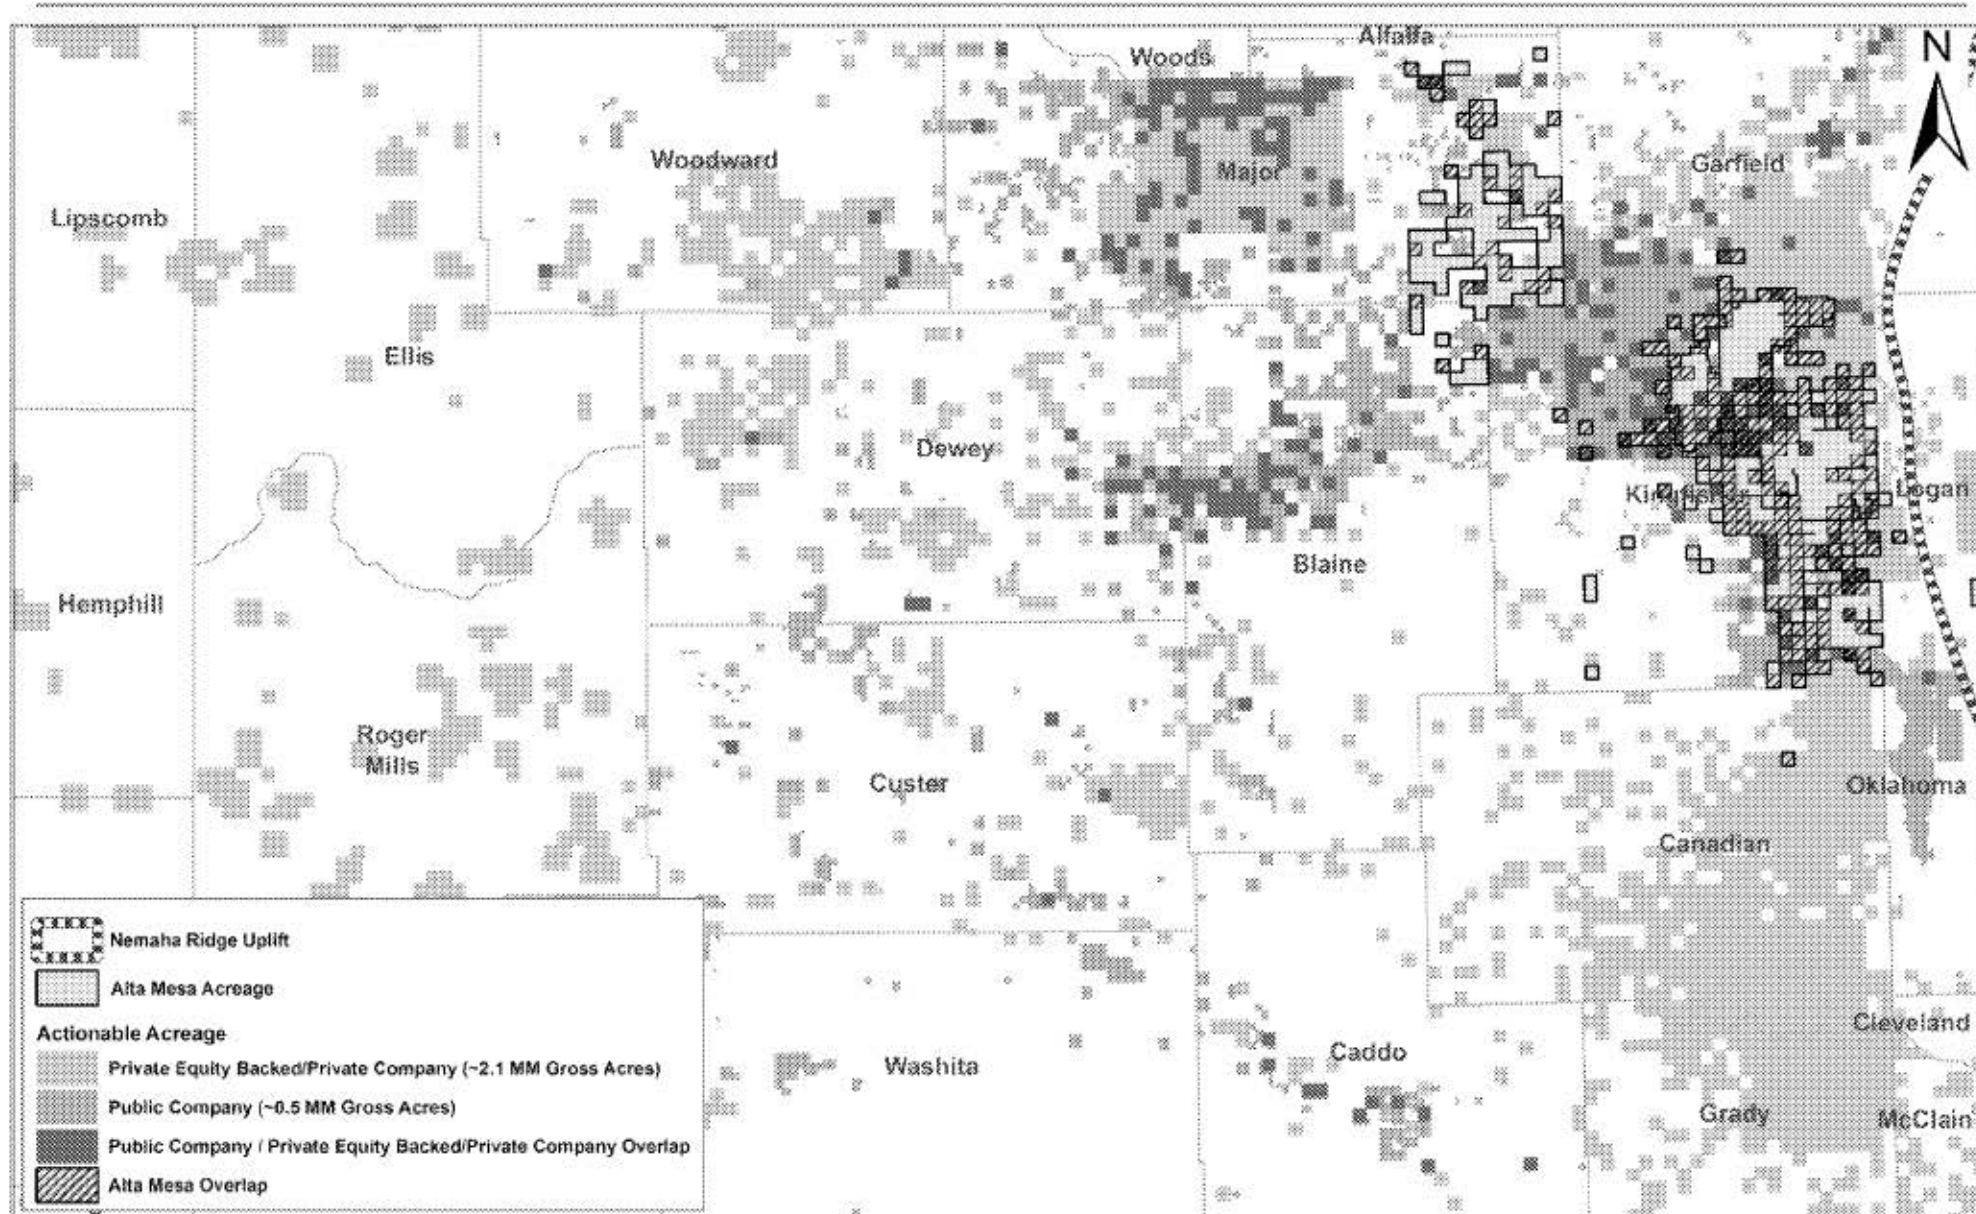 Alfalfa
Woods
N
Woodward
Major
Garfield
Lipscomb
Ellis
Dewey
Kingfisher
Logan
Blaine
Hemphill
Roger
Mills
Custer
Oklahoma
Canadian
Nemaha Ridge Uplift
Alta Mesa Acreage
Actionable Acreage
Private Equity Backed/Private Company (~2.1 MM Gross Acres)
Public Company (~0.5 MM Gross Acres)
Public Company / Private Equity Backed/Private Company Overlap
Alta Mesa Overlap
Washita
Caddo
Cleveland
Grady
McClain